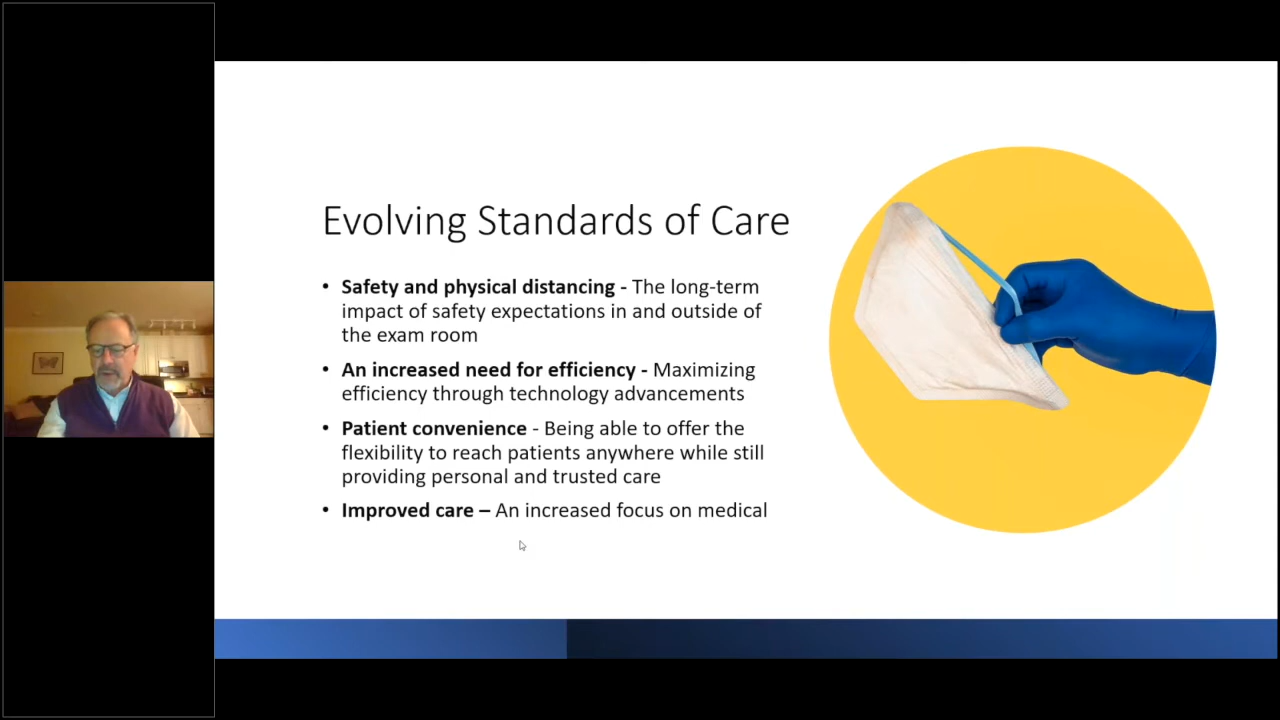 Evolving Standards of Care
• Safety and physical distancing - The long-term
impact of safety expectations in and outside of
the exam room
• An increased need for efficiency - Maximizing
efficiency through technology advancements
• Patient convenience - Being able to offer the
flexibility to reach patients anywhere while still
providing personal and trusted care
• Improved care – An increased focus on medical